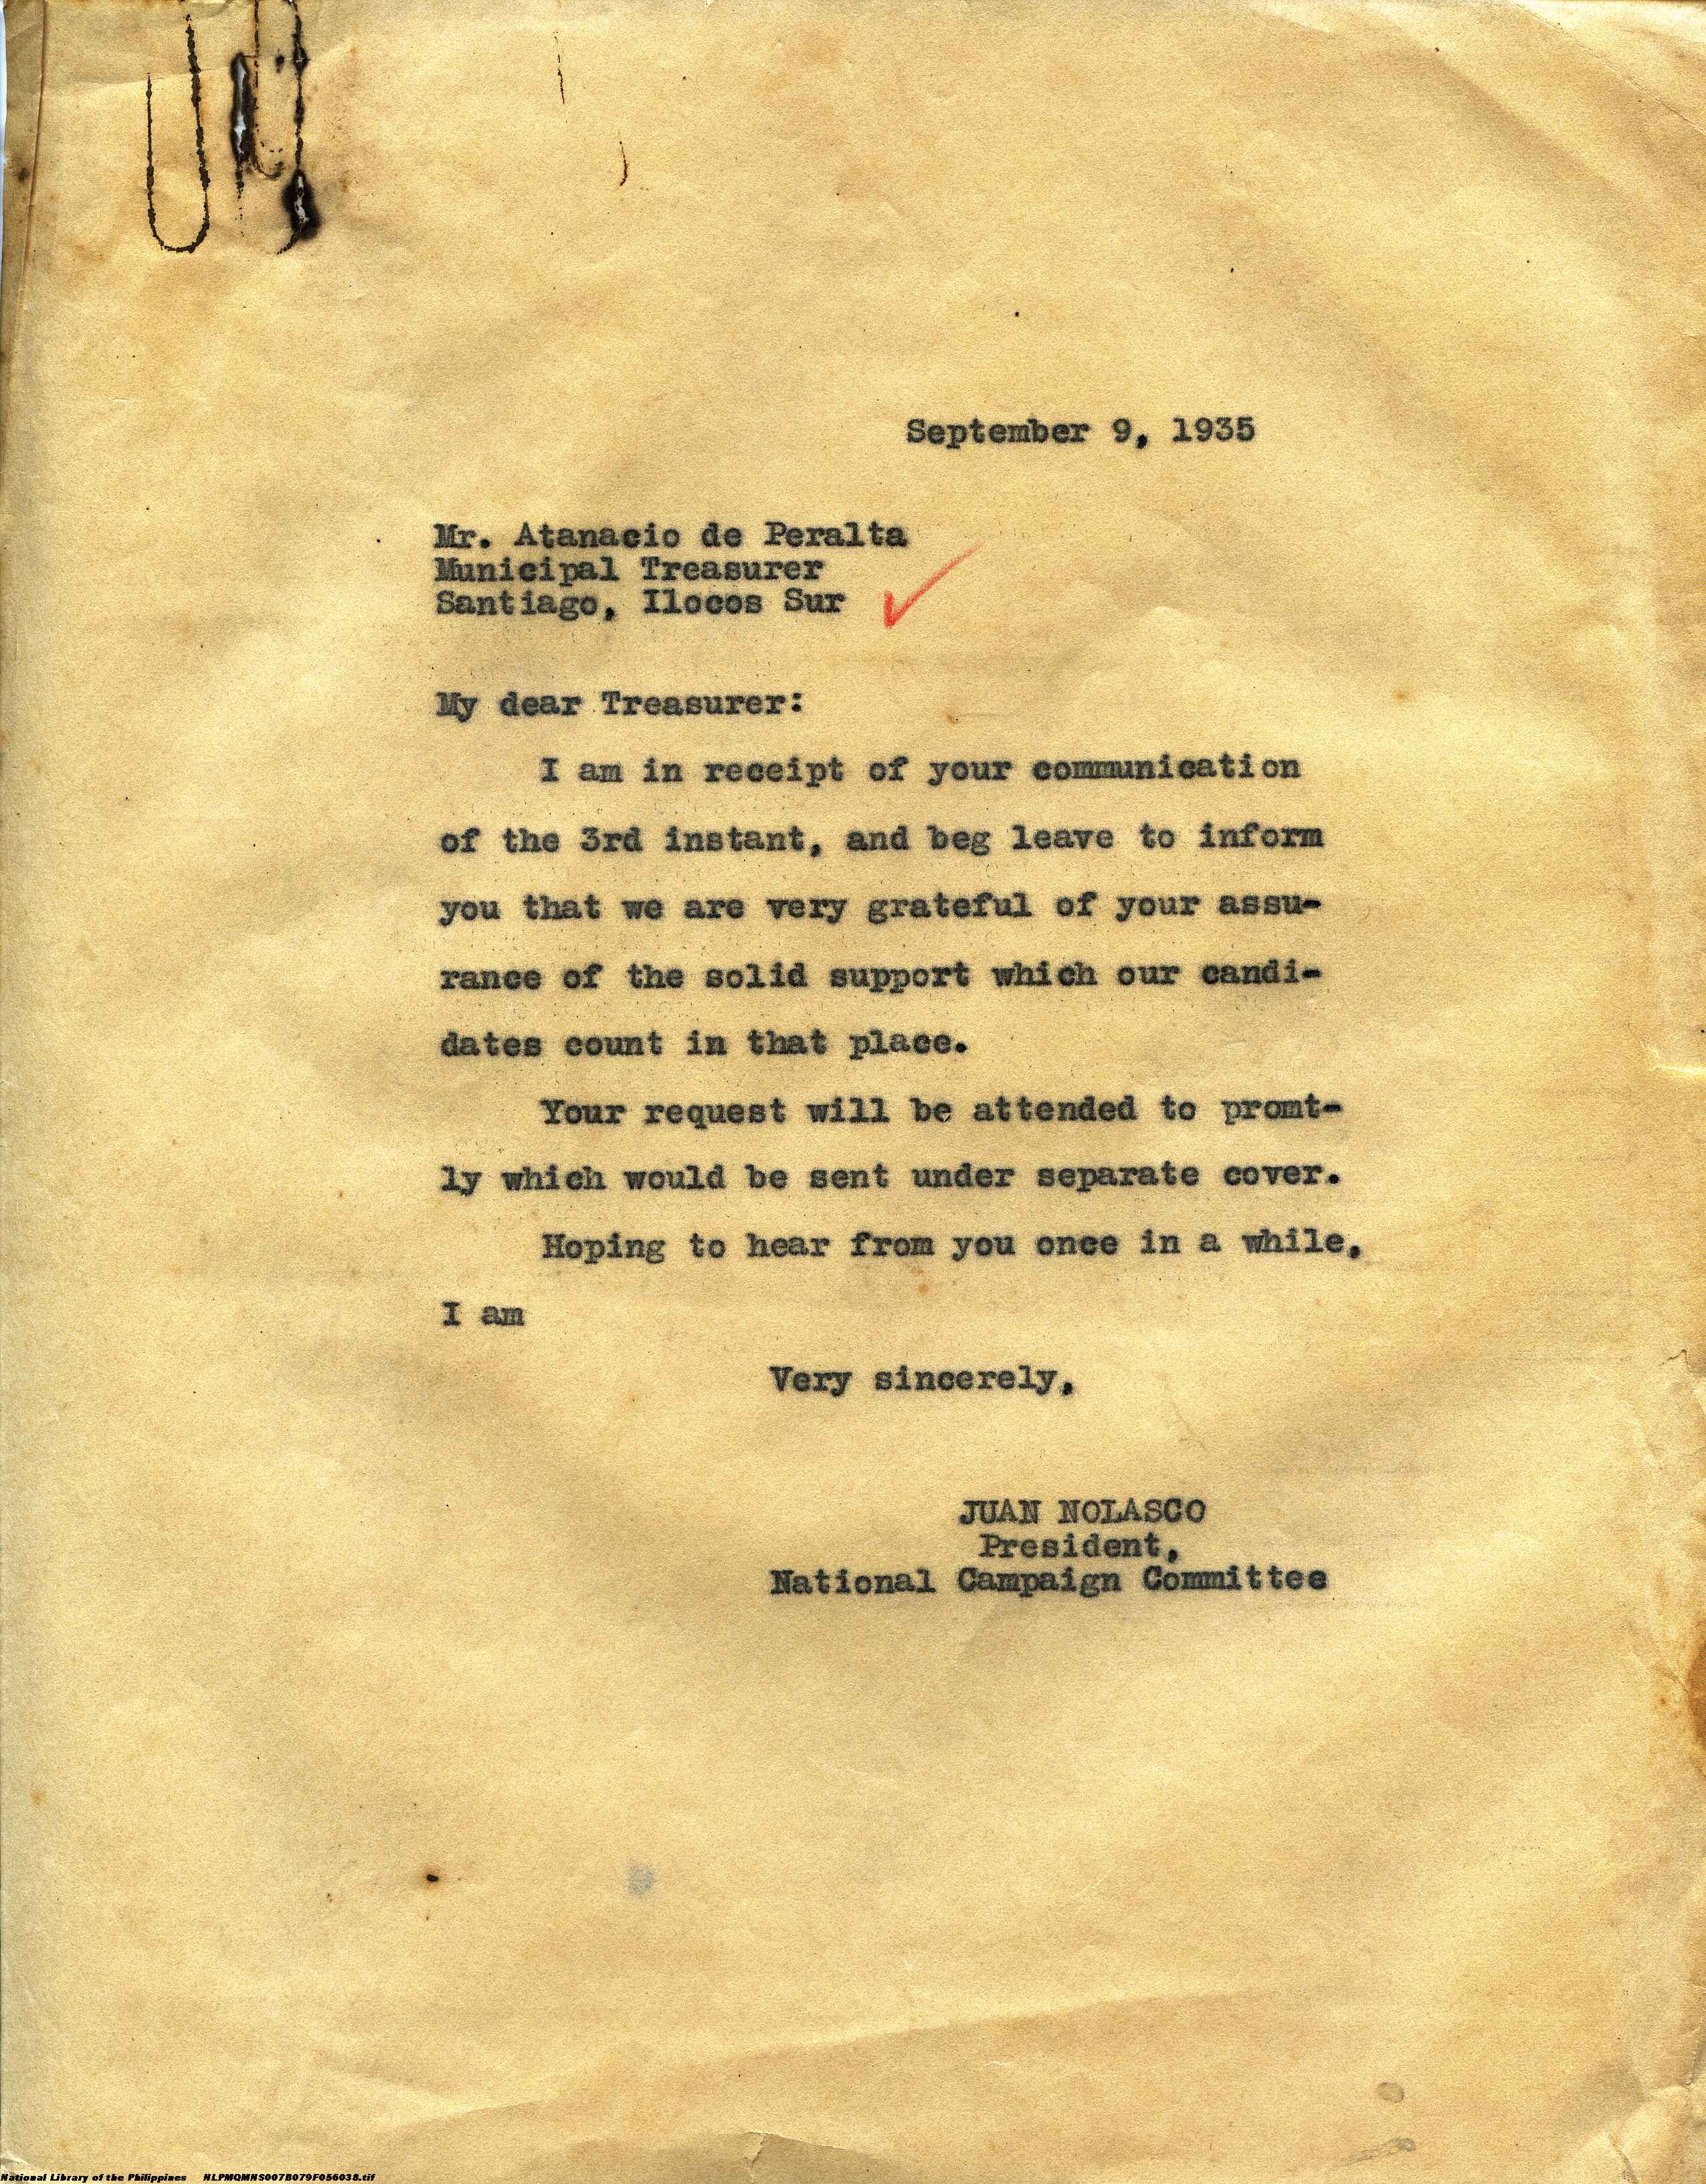 September 9, 1935
Mr. Atanacio de Peralta
Municipal Treasurer
Santiago, Ilocos Sur
My dear Treasurer:
I am in receipt of your communication
of the 3rd instant, and beg leave to inform
you that we are very grateful of your assu-
rance of the solid support which our candi-
dates count in that place.
Your request will be attended to promt-
ly which would be sent under separate cover.
Hoping to hear from you once in a while,
I am
Very sincerely,
JUAN NOLASCO
President,
National Campaign Committee
National Library of the Philippines NLPMQMNS007B079F056038.tif